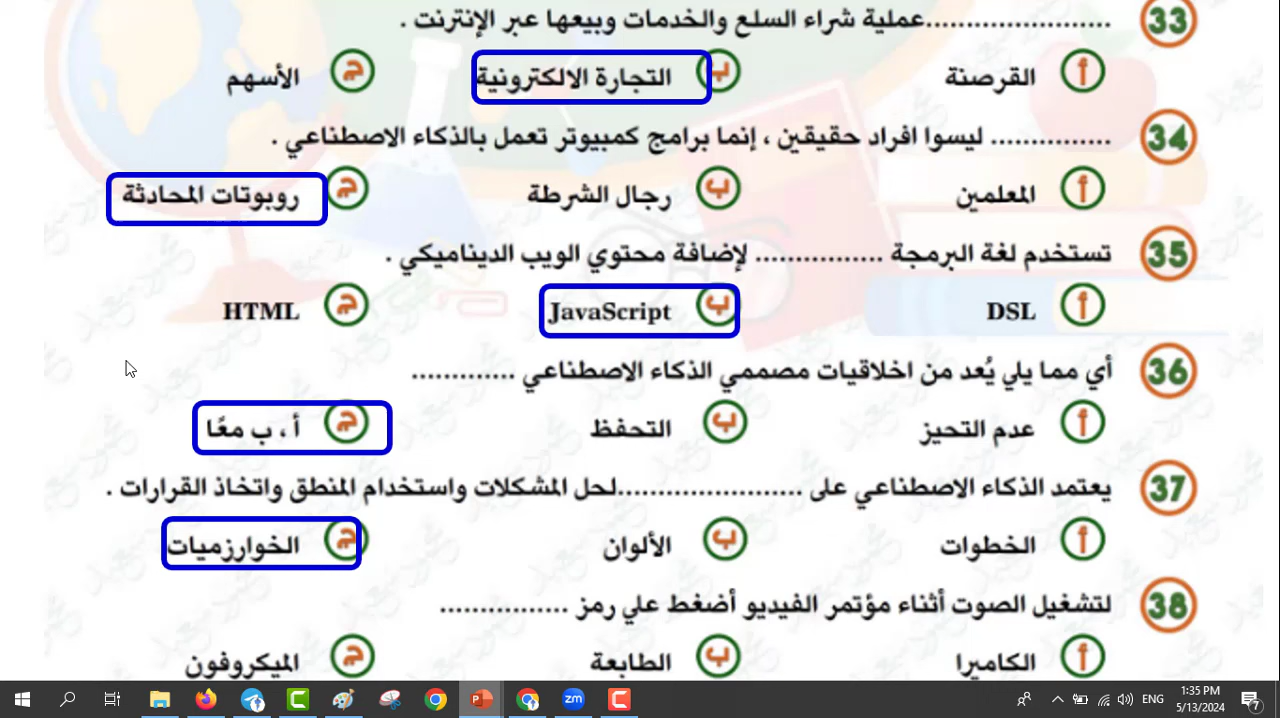 33 .....................عملية شراء السلع والخدمات وبيعها عبر الإنترنت .
أ القرصنة ب التجارة الالكترونية ج الأسهم
34 .............. ليسوا افراد حقيقين ، إنما برامج كمبيوتر تعمل بالذكاء الاصطناعي .
أ المعلمين ب رجال الشرطة ج روبوتات المحادثة
35 تستخدم لغة البرمجة ............... لإضافة محتوي الويب الديناميكي .
أ DSL ب JavaScript ج HTML
36 أي مما يلي يُعد من اخلاقيات مصممي الذكاء الاصطناعي .............
أ عدم التحيز ب التحفظ ج أ ، ب معًا
37 يعتمد الذكاء الاصطناعي على .....................لحل المشكلات واستخدام المنطق واتخاذ القرارات .
أ الخطوات ب الألوان ج الخوارزميات
38 لتشغيل الصوت أثناء مؤتمر الفيديو أضغط علي رمز ...............
أ الكاميرا ب الطابعة ج الميكروفون
zm ENG 1:35 PM
5/13/2024 7